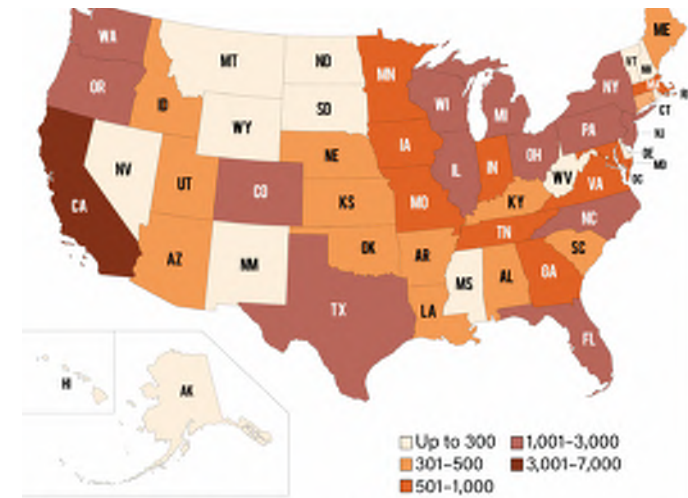 WA
MT
ND
MN
ME
VT
NH
OR
ID
SD
WI
MI
NY
MA
WY
CT
IA
PA
NJ
NE
OH
DE
MD
NV
UT
CO
IL
IN
WV
VA
DC
KS
MO
KY
CA
NC
TN
AZ
NM
OK
AR
SC
MS
AL
GA
TX
LA
FL
HI
AK
Up to 300
1,001–3,000
301–500
3,001–7,000
501–1,000